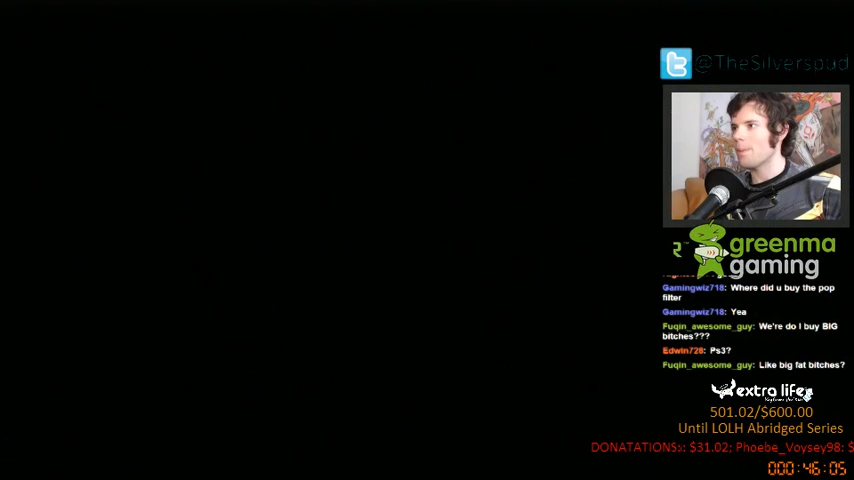 @TheSilverspud
greenma
gaming
Gamingwiz718: Where did u buy the pop
filter
Gamingwiz718: Yea
Fuqin_awesome_guy: We're do I buy BIG
bitches???
Edwin728: Ps3?
Fuqin_awesome_guy: Like big fat bitches?
extra life
501.02/$600.00
Until LOLH Abridged Series
DONATATIONS: $31.02; Phoebe_Voysey98: $
000:46:05